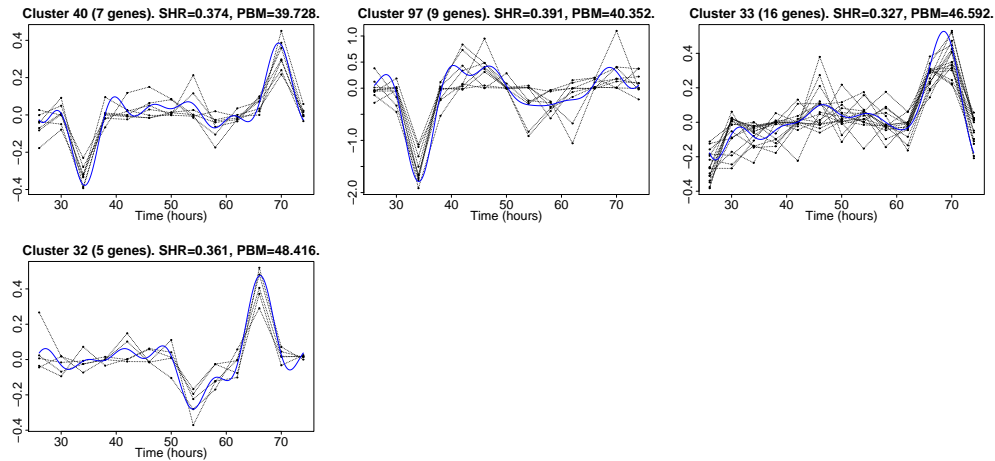 Cluster 40 (7 genes). SHR=0.374, PBM=39.728.
0.4
0.2
0.0
−0.2
−0.4
30 40 50 60 70
Time (hours)
Cluster 97 (9 genes). SHR=0.391, PBM=40.352.
1.0
0.0
−1.0
−2.0
30 40 50 60 70
Time (hours)
Cluster 33 (16 genes). SHR=0.327, PBM=46.592.
0.4
0.2
0.0
−0.2
−0.4
30 40 50 60 70
Time (hours)
Cluster 32 (5 genes). SHR=0.361, PBM=48.416.
0.4
0.2
0.0
−0.2
−0.4
30 40 50 60 70
Time (hours)